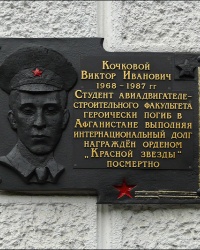 Кочковой
Виктор Иванович
1968 – 1987 гг
Студент авиадвигателе-
строительного факультета
героически погиб в
Афганистане выполняя
интернациональный долг
награждён орденом
„Красной звезды"
посмертно